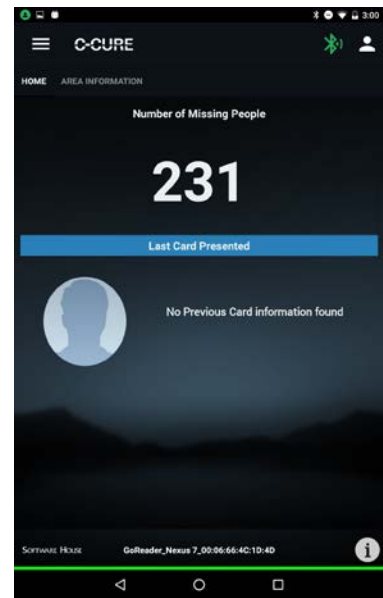 3:00
C•CURE
HOME AREA INFORMATION
Number of Missing People
231
Last Card Presented
No Previous Card information found
SOFTWARE HOUSE GoReader_Nexus 7_00:06:66:4C:1D:4D
i